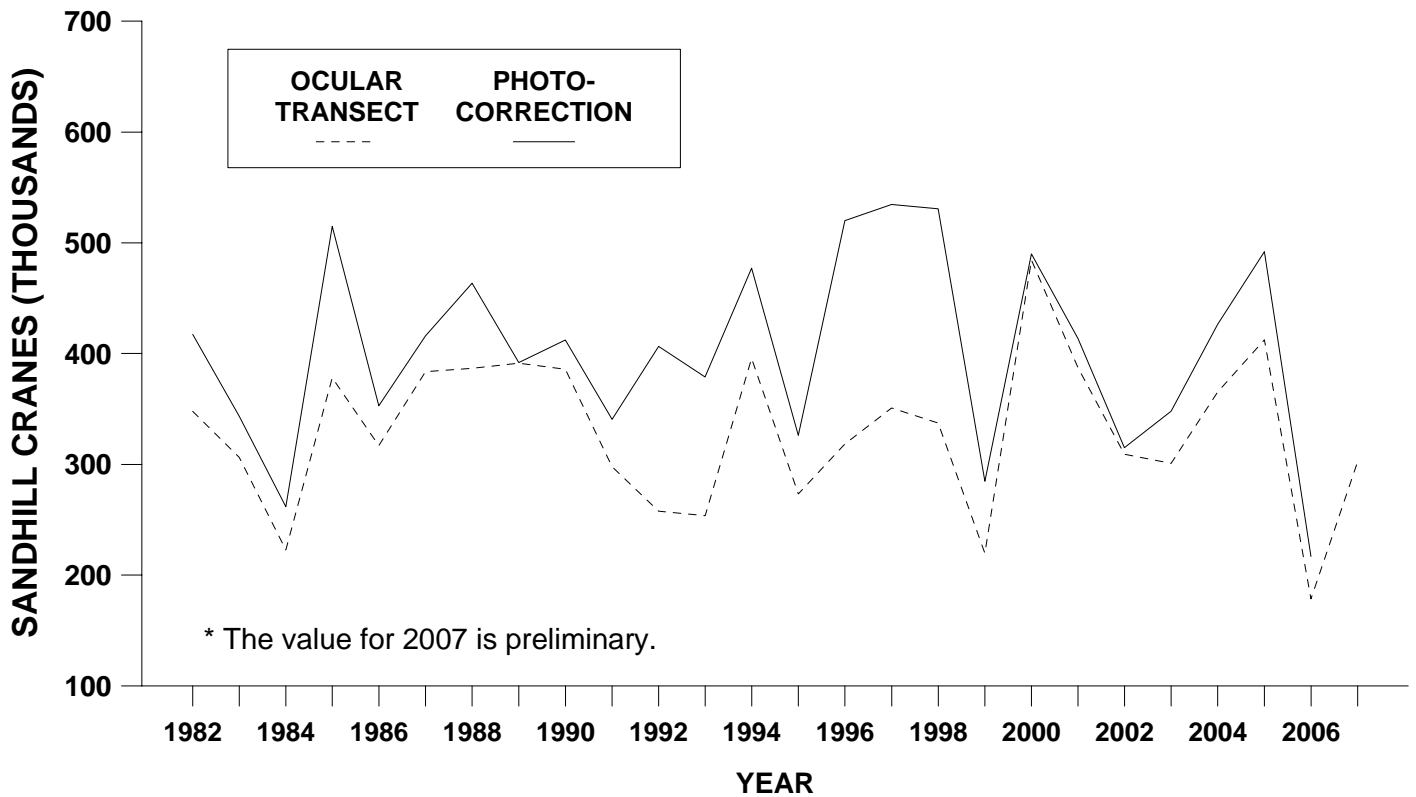 SANDHILL CRANES (THOUSANDS)
700
600
500
400
300
200
100
OCULAR PHOTO-
TRANSECT CORRECTION
* The value for 2007 is preliminary.
1982 1984 1986 1988 1990 1992 1994 1996 1998 2000 2002 2004 2006
YEAR